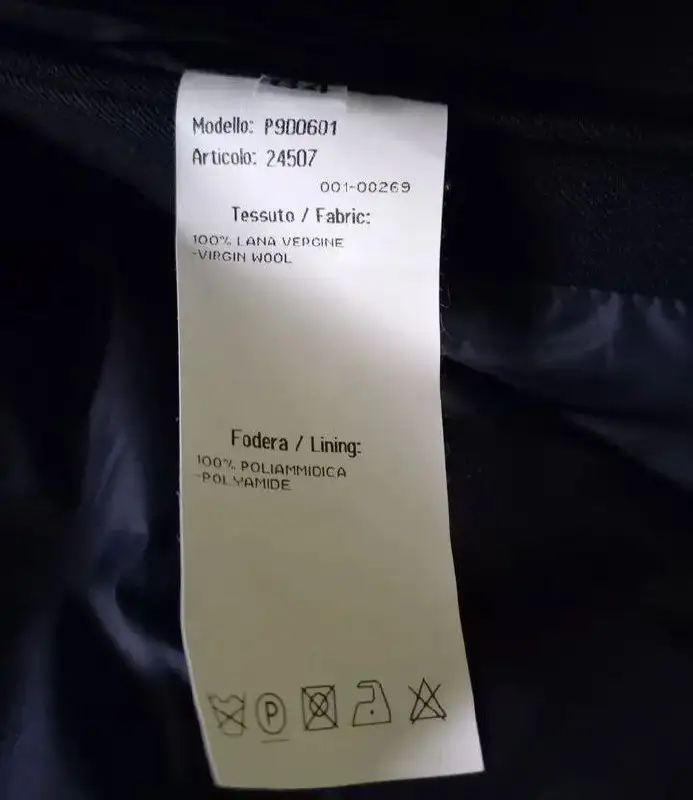 Modello: P900601
Articolo: 24507
001-00269
Tessuto / Fabric:
100% LANA VERGINE
-VIRGIN WOOL
Fodera / Lining:
100% POLIAMMIDICA
-POLYAMIDE
P